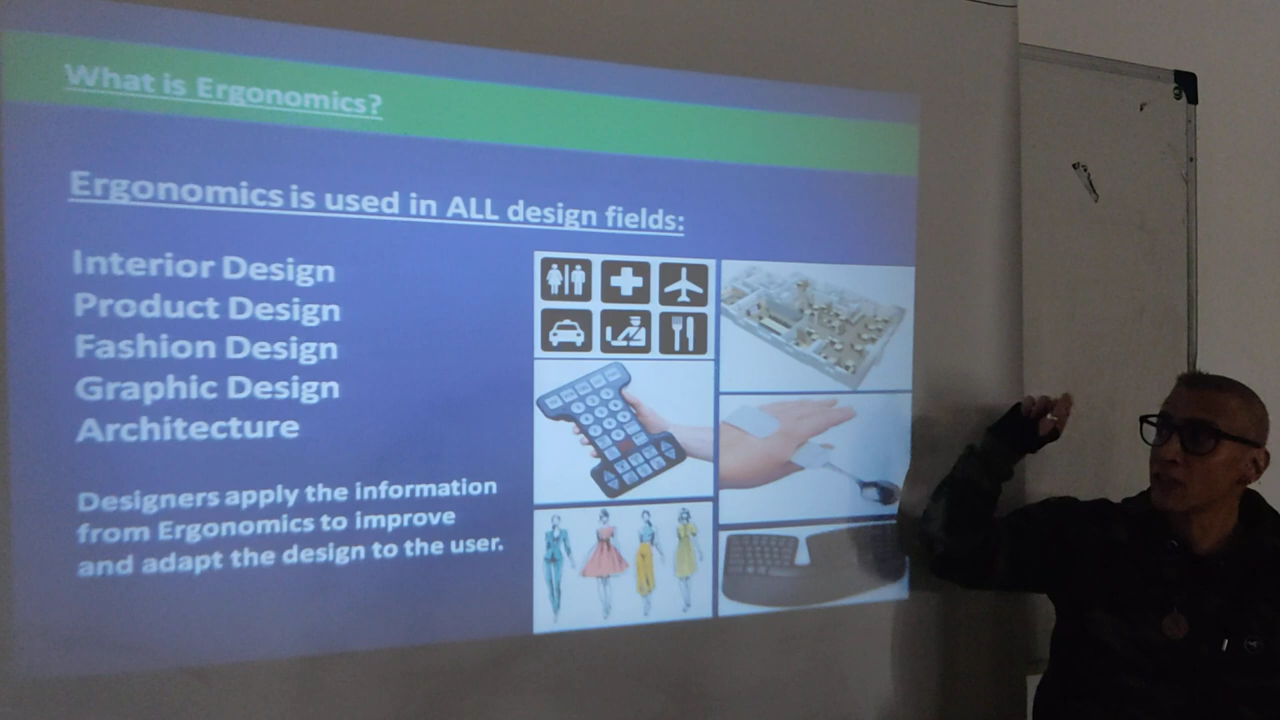 What is Ergonomics?
Ergonomics is used in ALL design fields:
Interior Design
Product Design
Fashion Design
Graphic Design
Architecture
Designers apply the information
from Ergonomics to improve
and adapt the design to the user.